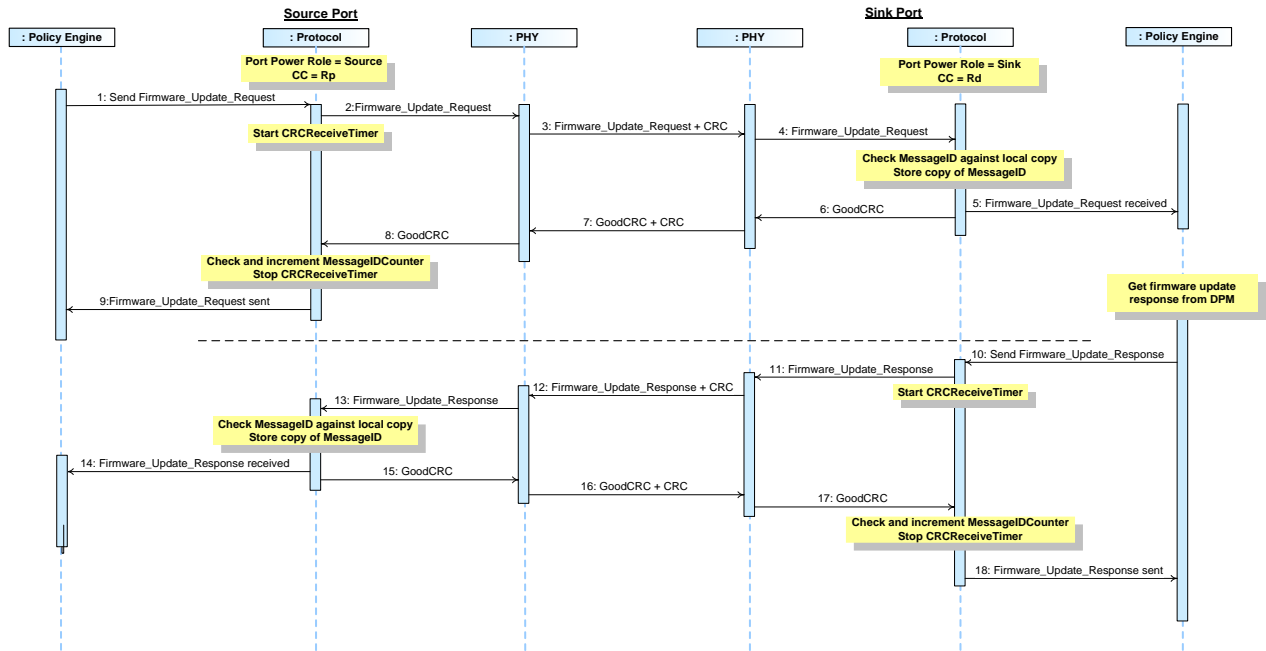 Source Port
Sink Port
: Policy Engine
: Protocol
: PHY
: PHY
: Protocol
: Policy Engine
Port Power Role = Source
CC = Rp
Port Power Role = Sink
CC = Rd
1: Send Firmware_Update_Request
2:Firmware_Update_Request
Start CRCReceiveTimer
3: Firmware_Update_Request + CRC
4: Firmware_Update_Request
Check MessageID against local copy
Store copy of MessageID
5: Firmware_Update_Request received
6: GoodCRC
7: GoodCRC + CRC
8: GoodCRC
Check and increment MessageIDCounter
Stop CRCReceiveTimer
9:Firmware_Update_Request sent
Get firmware update
response from DPM
10: Send Firmware_Update_Response
11: Firmware_Update_Response
Start CRCReceiveTimer
12: Firmware_Update_Response + CRC
13: Firmware_Update_Response
Check MessageID against local copy
Store copy of MessageID
14: Firmware_Update_Response received
15: GoodCRC
16: GoodCRC + CRC
17: GoodCRC
Check and increment MessageIDCounter
Stop CRCReceiveTimer
18: Firmware_Update_Response sent